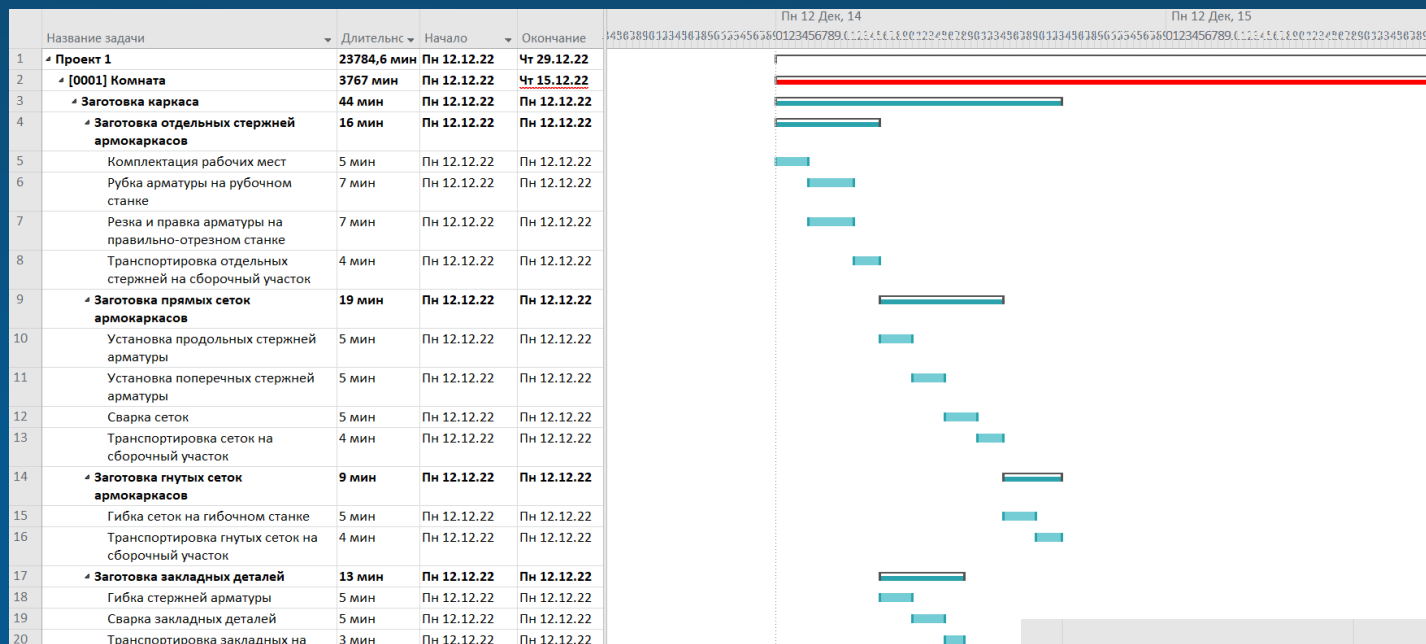 Пн 12 Дек, 14 Пн 12 Дек, 15
Название задачи Длительнс Начало Окончание
1 Проект 1 23784,6 мин Пн 12.12.22 Чт 29.12.22
2 [0001] Комната 3767 мин Пн 12.12.22 Чт 15.12.22
3 Заготовка каркаса 44 мин Пн 12.12.22 Пн 12.12.22
4 Заготовка отдельных стержней 16 мин Пн 12.12.22 Пн 12.12.22
армокаркасов
5 Комплектация рабочих мест 5 мин Пн 12.12.22 Пн 12.12.22
6 Рубка арматуры на рубочном 7 мин Пн 12.12.22 Пн 12.12.22
станке
7 Резка и правка арматуры на 7 мин Пн 12.12.22 Пн 12.12.22
правильно-отрезном станке
8 Транспортировка отдельных 4 мин Пн 12.12.22 Пн 12.12.22
стержней на сборочный участок
9 Заготовка прямых сеток 19 мин Пн 12.12.22 Пн 12.12.22
армокаркасов
10 Установка продольных стержней 5 мин Пн 12.12.22 Пн 12.12.22
арматуры
11 Установка поперечных стержней 5 мин Пн 12.12.22 Пн 12.12.22
арматуры
12 Сварка сеток 5 мин Пн 12.12.22 Пн 12.12.22
13 Транспортировка сеток на 4 мин Пн 12.12.22 Пн 12.12.22
сборочный участок
14 Заготовка гнутых сеток 9 мин Пн 12.12.22 Пн 12.12.22
армокаркасов
15 Гибка сеток на гибочном станке 5 мин Пн 12.12.22 Пн 12.12.22
16 Транспортировка гнутых сеток на 4 мин Пн 12.12.22 Пн 12.12.22
сборочный участок
17 Заготовка закладных деталей 13 мин Пн 12.12.22 Пн 12.12.22
18 Гибка стержней арматуры 5 мин Пн 12.12.22 Пн 12.12.22
19 Сварка закладных деталей 5 мин Пн 12.12.22 Пн 12.12.22
20 Транспортировка закладных на 3 мин Пн 12.12.22 Пн 12.12.22